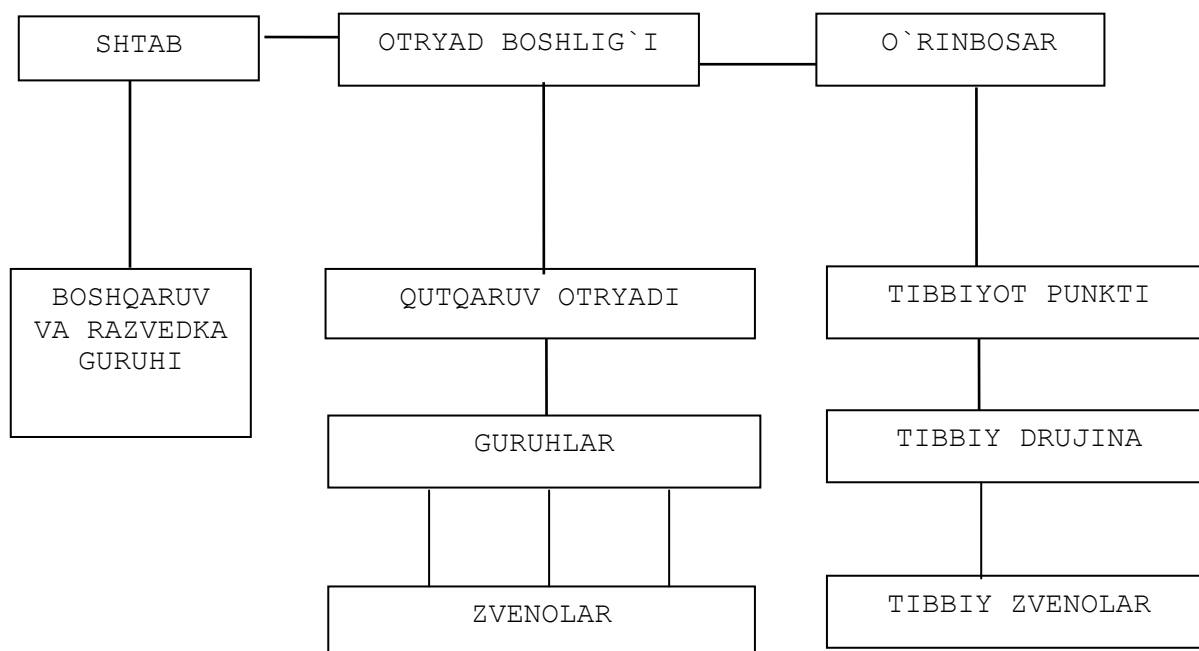 SHTAB
OTRYAD BOSHLIG`I
O`RINBOSAR
BOSHQARUV
VA RAZVEDKA
GURUHI
QUTQARUV OTRYADI
TIBBIYOT PUNKTI
GURUHLAR
TIBBIY DRUJINA
ZVENOLAR
TIBBIY ZVENOLAR